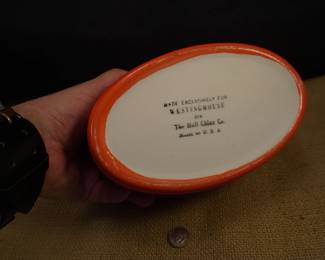 MADE EXCLUSIVELY FOR
WESTINGHOUSE
BY
The Hall China Co.
MADE IN U.S.A.